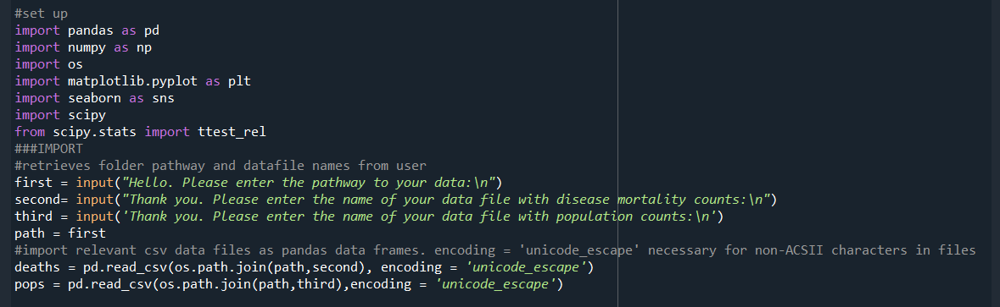 #set up
import pandas as pd
import numpy as np
import os
import matplotlib.pyplot as plt
import seaborn as sns
import scipy
from scipy.stats import ttest_rel
###IMPORT
#retrieves folder pathway and datafile names from user
first = input("Hello. Please enter the pathway to your data:\n")
second= input("Thank you. Please enter the name of your data file with disease mortality counts:\n")
third = input('Thank you. Please enter the name of your data file with population counts:\n')
path = first
#import relevant csv data files as pandas data frames. encoding = 'unicode_escape' necessary for non-ACSII characters in files
deaths = pd.read_csv(os.path.join(path,second), encoding = 'unicode_escape')
pops = pd.read_csv(os.path.join(path,third),encoding = 'unicode_escape')